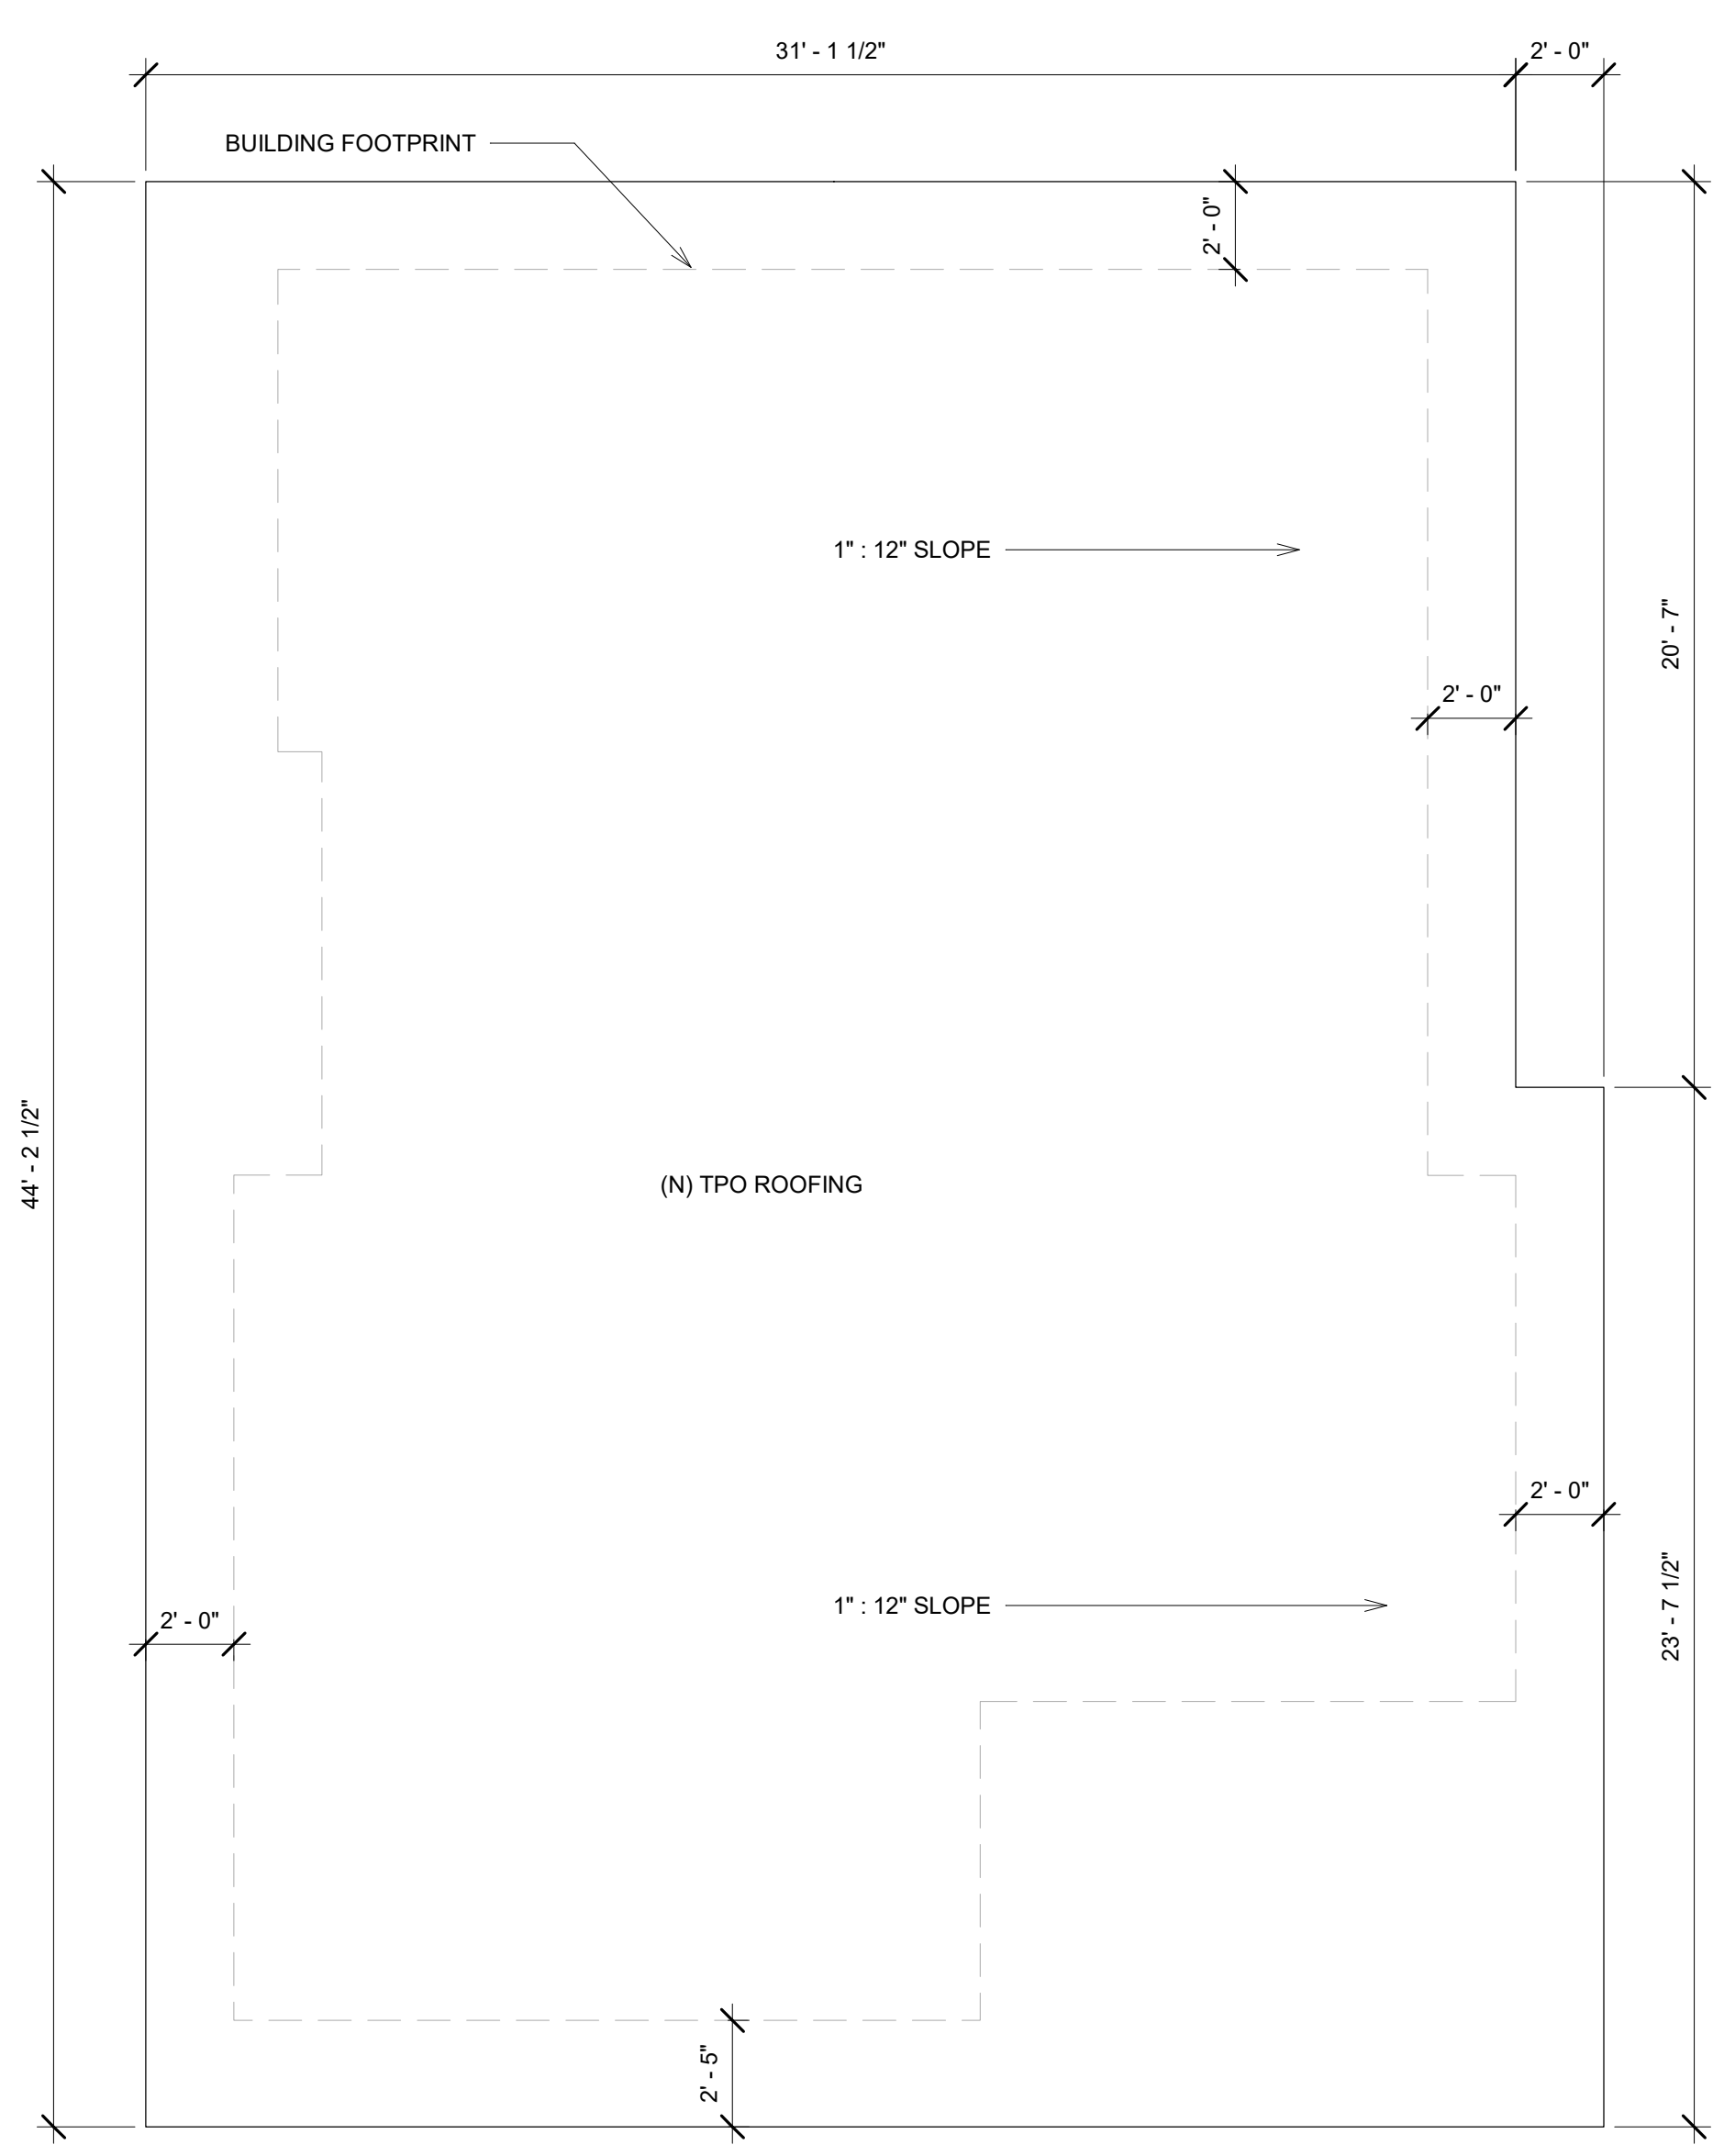 31' - 1 1/2"
2' - 0"
BUILDING FOOTPRINT
2' - 0"
1" : 12" SLOPE
20' - 7"
2' - 0"
44' - 2 1/2"
(N) TPO ROOFING
2' - 0"
1" : 12" SLOPE
23' - 7 1/2"
2' - 0"
2' - 5"